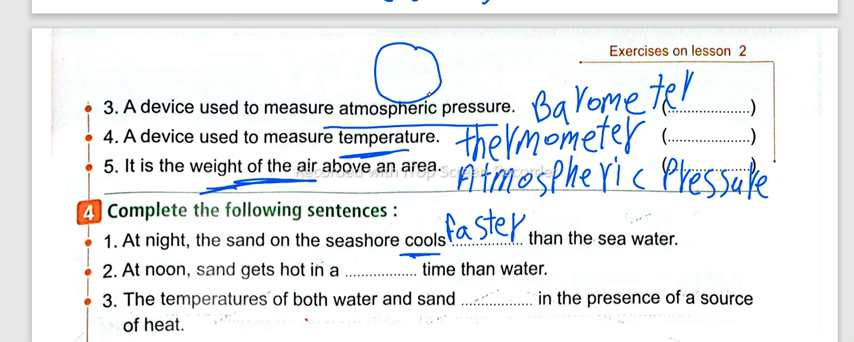 Exercises on lesson 2
3. A device used to measure atmospheric pressure. Barometer (....................)
4. A device used to measure temperature. thermometer (....................)
5. It is the weight of the air above an area. Atmospheric Pressure (....................)
4 Complete the following sentences :
1. At night, the sand on the seashore cools faster than the sea water.
2. At noon, sand gets hot in a ................. time than water.
3. The temperatures of both water and sand ................. in the presence of a source
of heat.